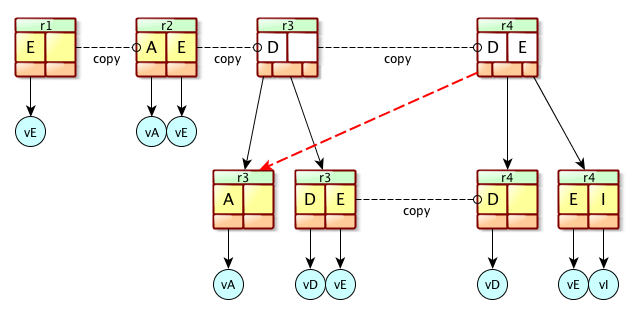 r1 r2 r3 r4
E A E D D E
copy copy copy
vE vA vE
r3 r3 r4 r4
A D E D E I
copy
vA vD vE vD vE vI